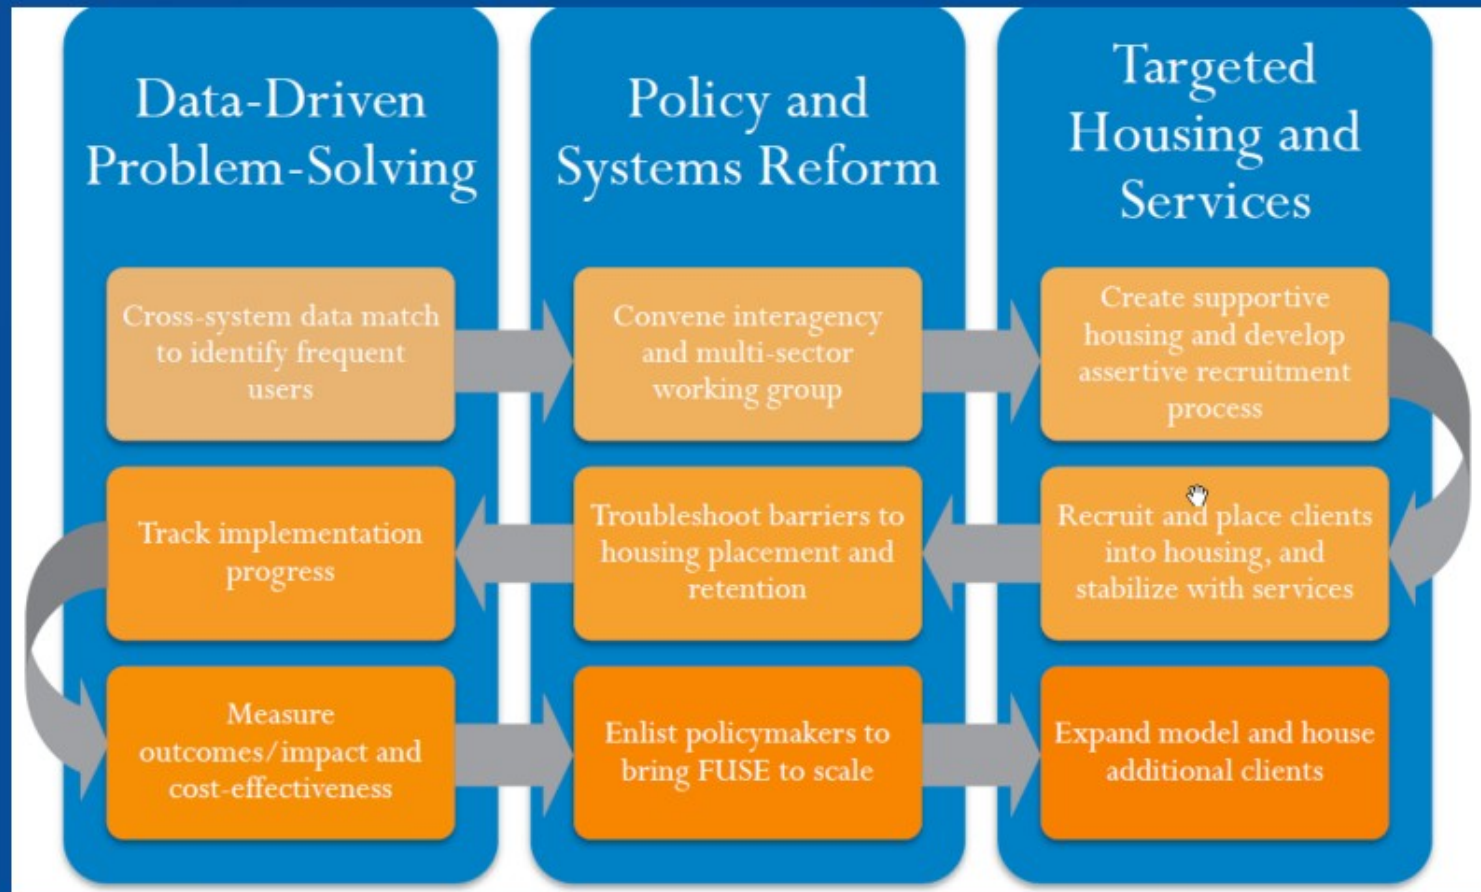 Data-Driven
Problem-Solving
Policy and
Systems Reform
Targeted
Housing and
Services
Cross-system data match
to identify frequent
users
Convene interagency
and multi-sector
working group
Create supportive
housing and develop
assertive recruitment
process
Track implementation
progress
Troubleshoot barriers to
housing placement and
retention
Recruit and place clients
into housing, and
stabilize with services
Measure
outcomes/impact and
cost-effectiveness
Enlist policymakers to
bring FUSE to scale
Expand model and house
additional clients